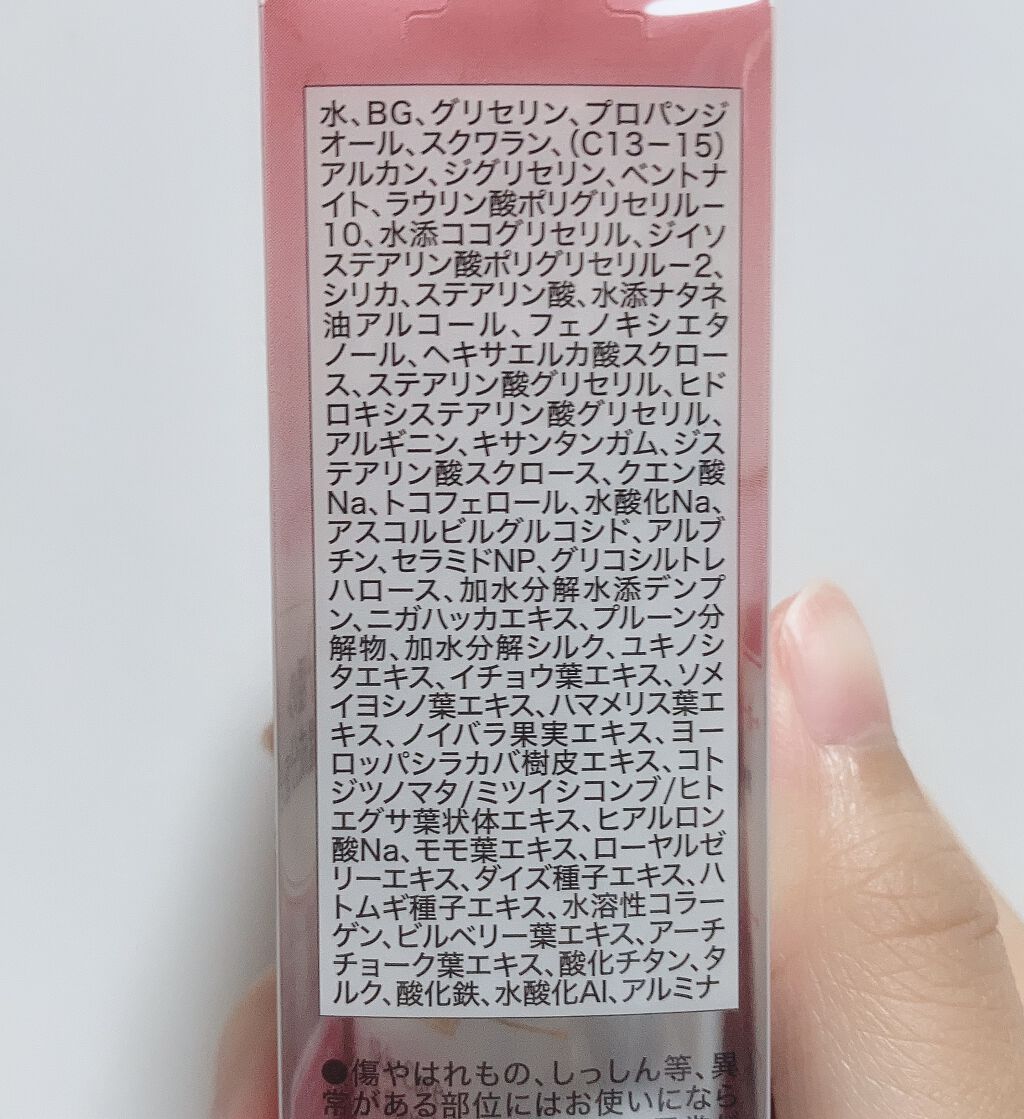 水、BG、グリセリン、プロパンジ
オール、スクワラン、(C13−15)
アルカン、ジグリセリン、ベントナ
イト、ラウリン酸ポリグリセリル−
10、水添ココグリセリル、ジイソ
ステアリン酸ポリグリセリル−2、
シリカ、ステアリン酸、水添ナタネ
油アルコール、フェノキシエタ
ノール、ヘキサエルカ酸スクロー
ス、ステアリン酸グリセリル、ヒド
ロキシステアリン酸グリセリル、
アルギニン、キサンタンガム、ジス
テアリン酸スクロース、クエン酸
Na、トコフェロール、水酸化Na、
アスコルビルグルコシド、アルブ
チン、セラミドNP、グリコシルトレ
ハロース、加水分解水添デンプ
ン、ニガハッカエキス、プルーン分
解物、加水分解シルク、ユキノシ
タエキス、イチョウ葉エキス、ソメ
イヨシノ葉エキス、ハマメリス葉エ
キス、ノイバラ果実エキス、ヨー
ロッパシラカバ樹皮エキス、コト
ジツノマタ/ミツイシコンブ/ヒト
エグサ葉状体エキス、ヒアルロン
酸Na、モモ葉エキス、ローヤルゼ
リーエキス、ダイズ種子エキス、ハ
トムギ種子エキス、水溶性コラー
ゲン、ビルベリー葉エキス、アーチ
チョーク葉エキス、酸化チタン、タ
ルク、酸化鉄、水酸化Al、アルミナ
●傷やはれもの、しっしん等、異
常がある部位にはお使いになら